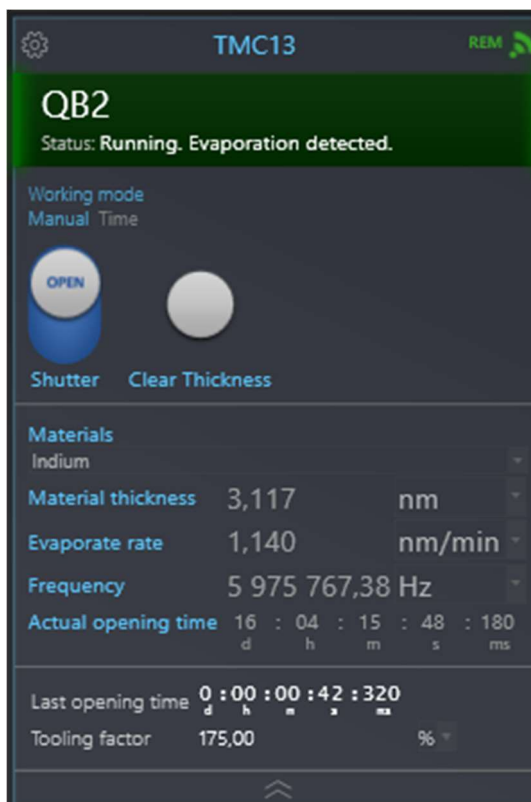 TMC13 REM
QB2
Status: Running. Evaporation detected.
Working mode
Manual Time
OPEN
Shutter Clear Thickness
Materials
Indium
Material thickness 3,117 nm
Evaporate rate 1,140 nm/min
Frequency 5 975 767,38 Hz
Actual opening time 16 : 04 : 15 : 48 : 180
d h m s ms
Last opening time 0 : 00 : 00 : 42 : 320
d h m s ms
Tooling factor 175,00 %